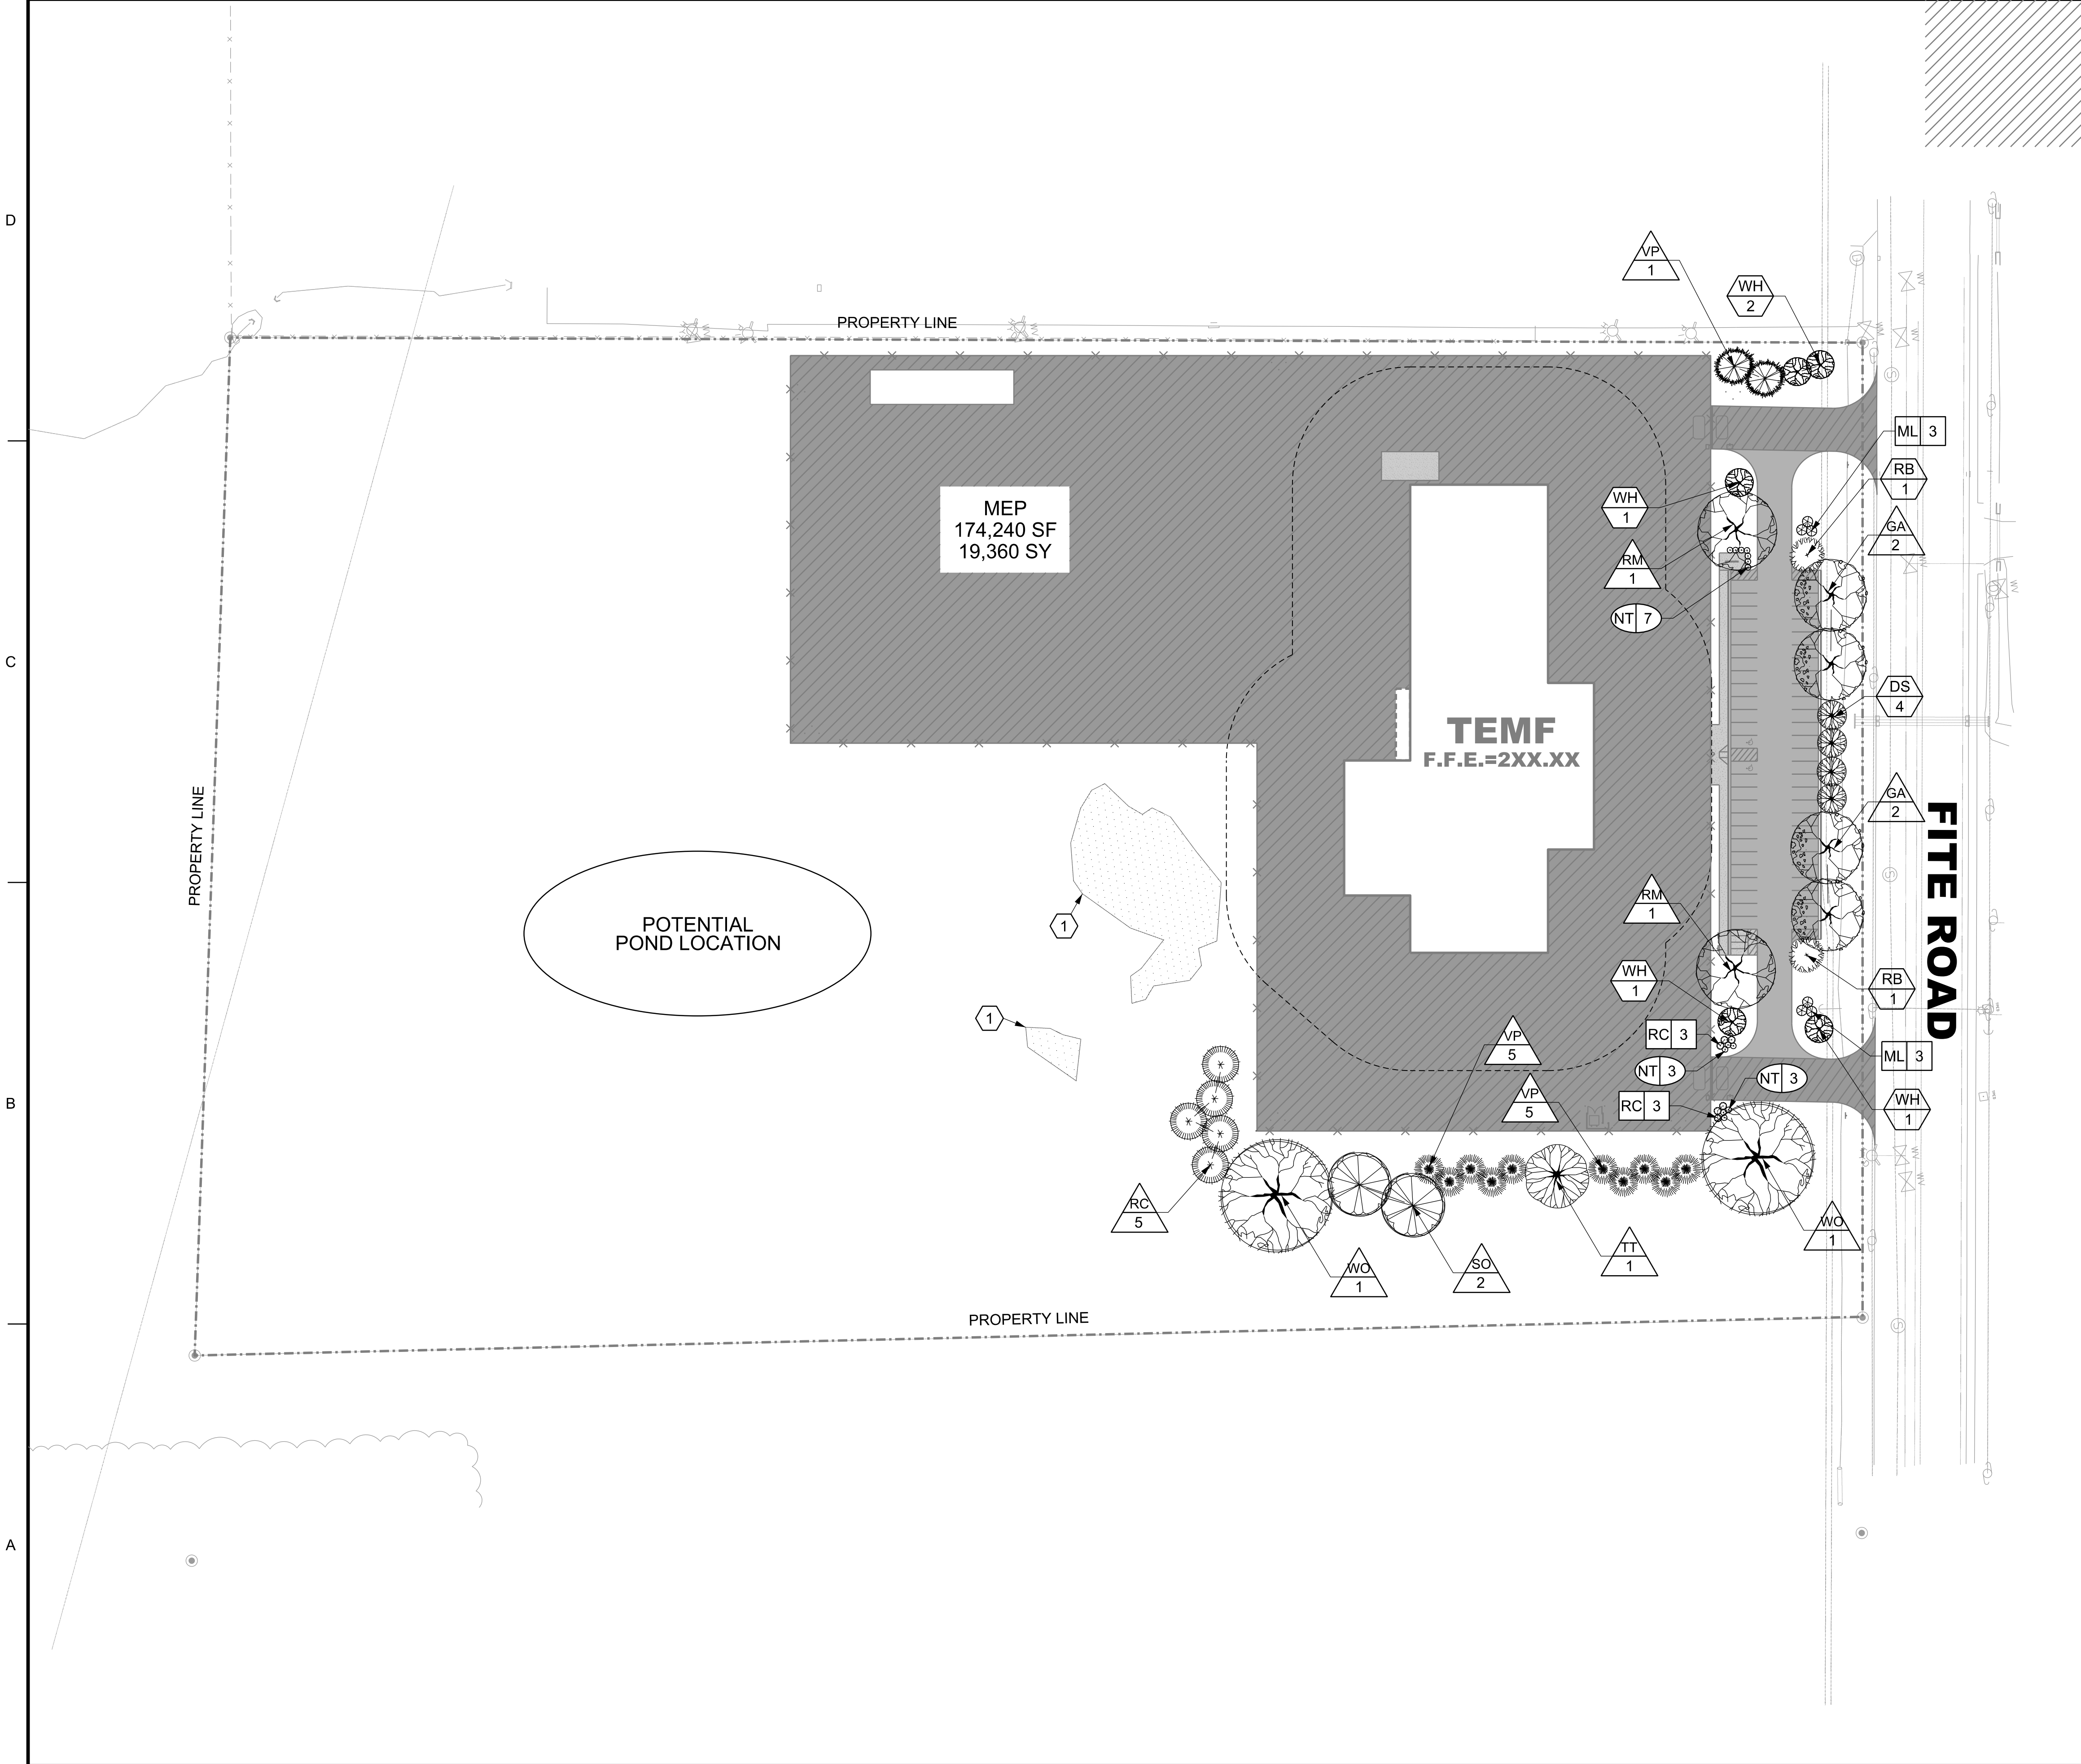 D
VP
1
WH
2
PROPERTY LINE
ML 3
RB
1
WH
1
MEP
174,240 SF
19,360 SY
GA
2
RM
1
NT 7
C
DS
4
TEMF
F.F.E.=2XX.XX
GA
2
PROPERTY LINE
FITE ROAD
RM
1
POTENTIAL
POND LOCATION
1
WH
1
RB
1
1
RC 3
VP
5
ML 3
NT 3
NT 3
VP
5
RC 3
B
WH
1
RC
5
WO
1
TT
1
SO
2
WO
1
PROPERTY LINE
A